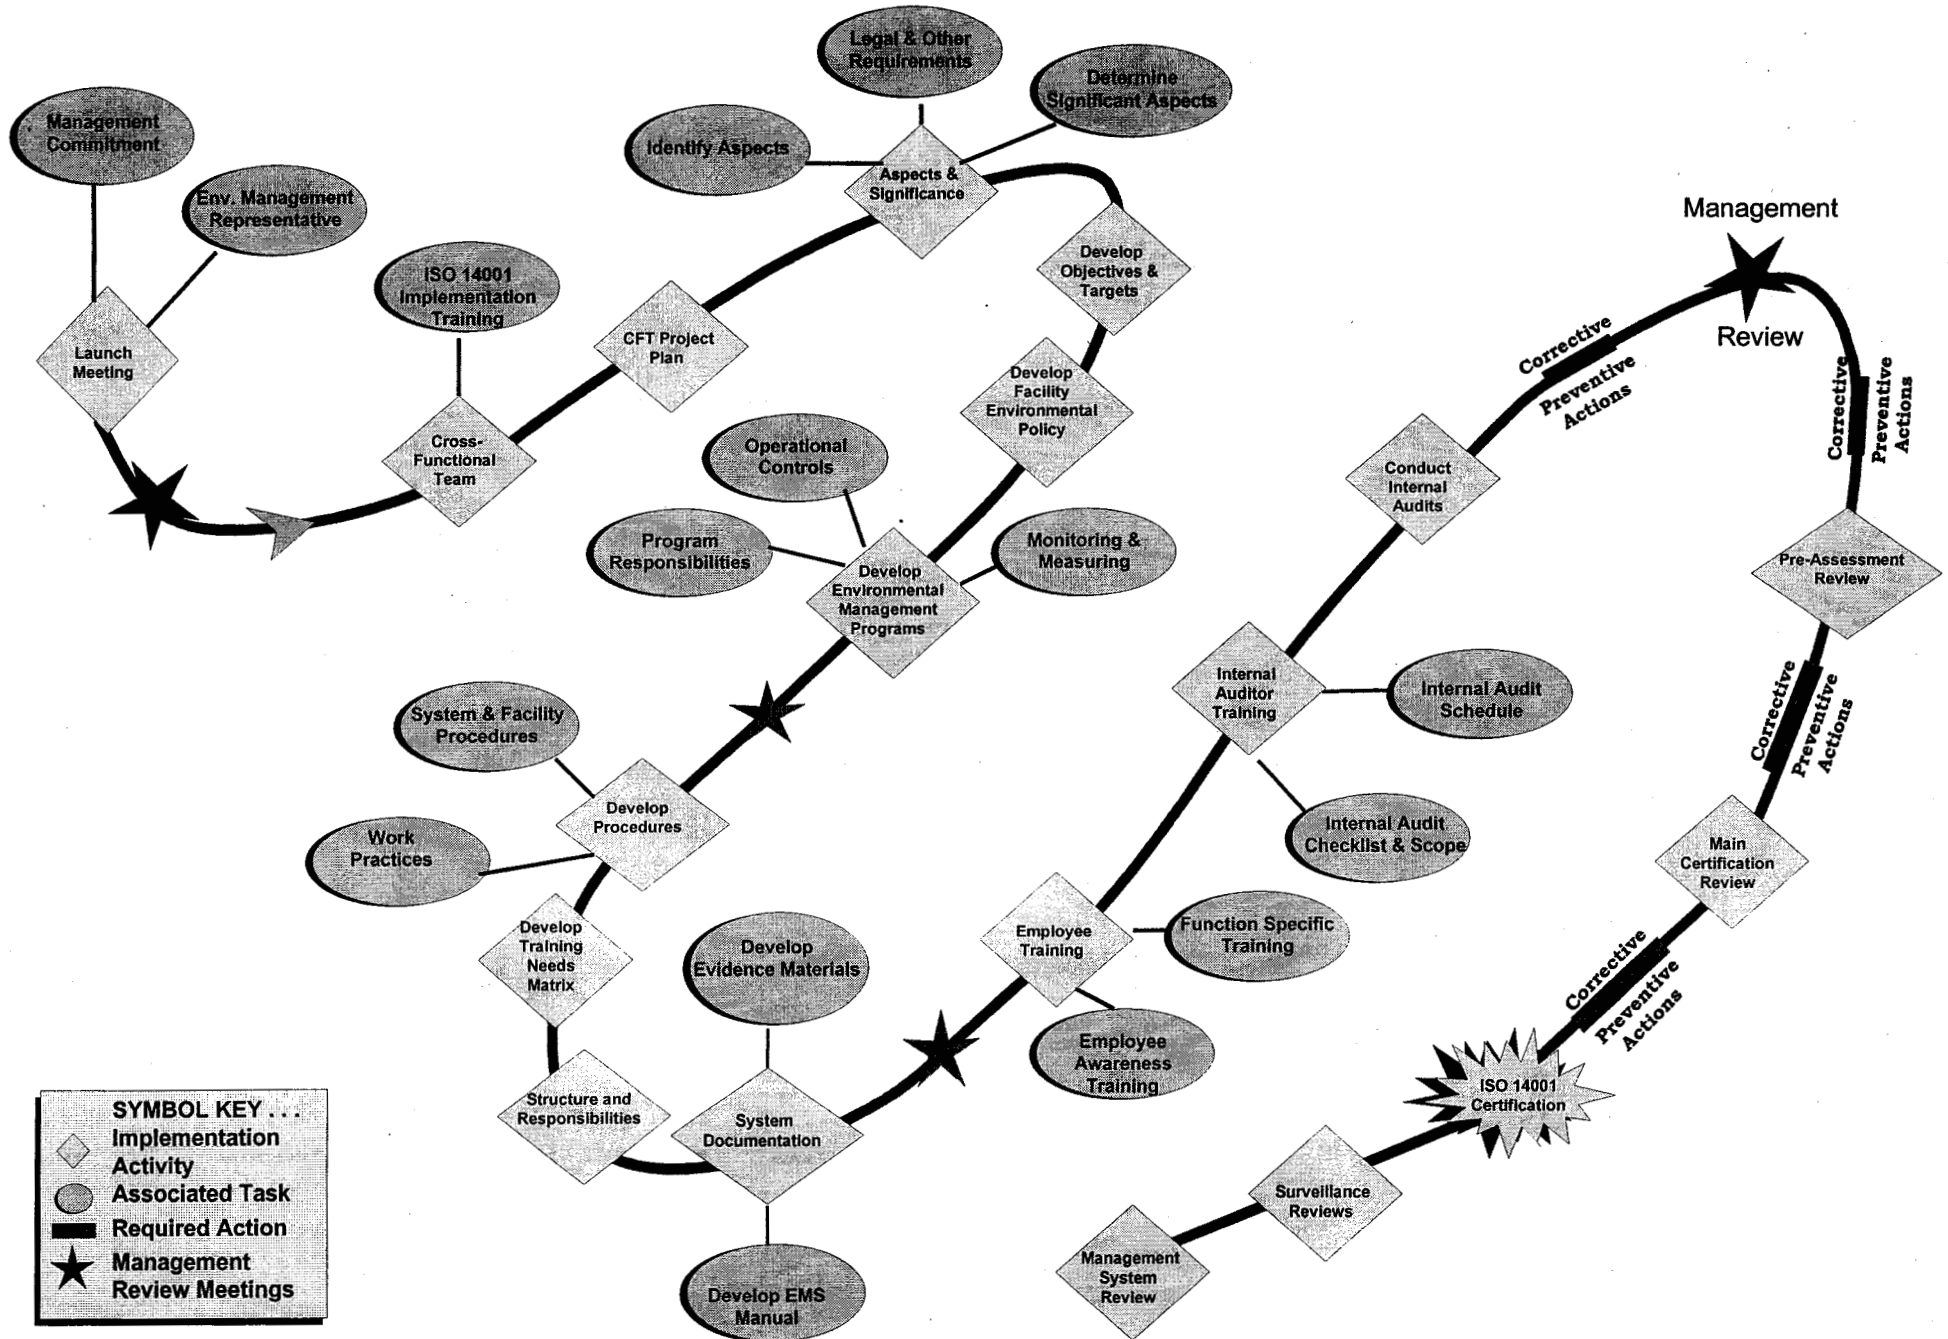 Management
Commitment
Env. Management
Representative
Launch
Meeting
ISO 14001
Implementation
Training
Cross-
Functional
Team
CFT Project
Plan
Identify Aspects
Legal & Other
Requirements
Determine
Significant Aspects
Aspects &
Significance
Develop
Objectives &
Targets
Develop
Facility
Environmental
Policy
Operational
Controls
Program
Responsibilities
Monitoring &
Measuring
Develop
Environmental
Management
Programs
System & Facility
Procedures
Work
Practices
Develop
Procedures
Develop
Training
Needs
Matrix
Structure and
Responsibilities
Develop
Evidence Materials
System
Documentation
Develop EMS
Manual
Employee
Training
Function Specific
Training
Employee
Awareness
Training
Internal
Auditor
Training
Internal Audit
Schedule
Internal Audit
Checklist & Scope
Conduct
Internal
Audits
Corrective
Preventive
Actions
Management
Review
Corrective
Preventive
Actions
Pre-Assessment
Review
Corrective
Preventive
Actions
Main
Certification
Review
Corrective
Preventive
Actions
ISO 14001
Certification
Surveillance
Reviews
Management
System
Review
SYMBOL KEY . . .
Implementation
Activity
Associated Task
Required Action
Management
Review Meetings